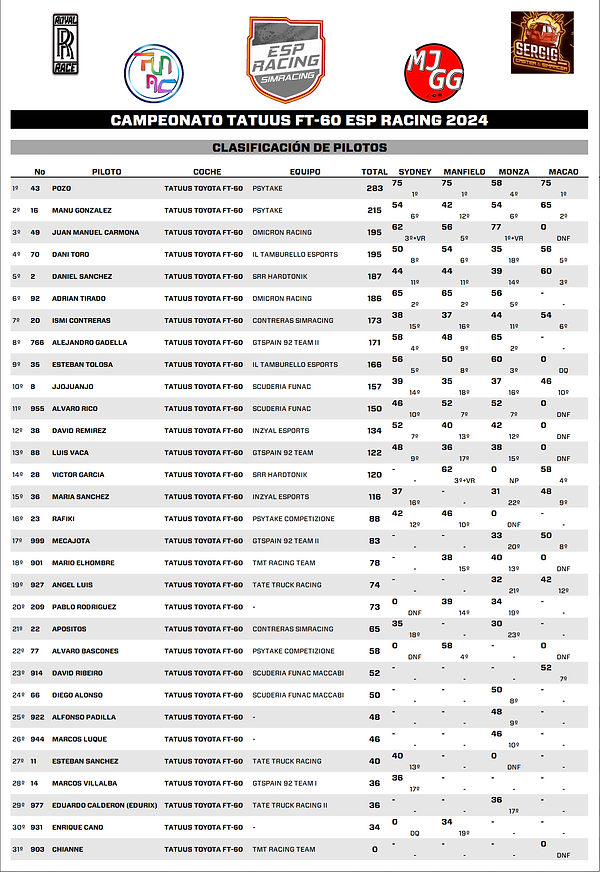 ROYAL
RR
RACE
FUNAC
ESP
RACING
SIMRACING
MJ
GG
SERGIG
CASTER & STREAMER
CAMPEONATO TATUUS FT-60 ESP RACING 2024
CLASIFICACIÓN DE PILOTOS
No PILOTO COCHE EQUIPO TOTAL SYDNEY MANFIELD MONZA MACAO
1º 43 POZO TATUUS TOYOTA FT-60 PSYTAKE 283 75 1º 75 1º 58 4º 75 1º
2º 16 MANU GONZALEZ TATUUS TOYOTA FT-60 PSYTAKE 215 54 6º 42 12º 54 6º 65 2º
3º 49 JUAN MANUEL CARMONA TATUUS TOYOTA FT-60 OMICRON RACING 195 62 3º+VR 56 5º 77 1º+VR 0 DNF
4º 70 DANI TORO TATUUS TOYOTA FT-60 IL TAMBURELLO ESPORTS 195 50 8º 54 6º 35 18º 56 5º
5º 2 DANIEL SANCHEZ TATUUS TOYOTA FT-60 SRR HARDTONIK 187 44 11º 44 11º 39 14º 60 3º
6º 92 ADRIAN TIRADO TATUUS TOYOTA FT-60 OMICRON RACING 186 65 2º 65 2º 56 5º - -
7º 20 ISMI CONTRERAS TATUUS TOYOTA FT-60 CONTRERAS SIMRACING 173 38 15º 37 16º 44 11º 54 6º
8º 766 ALEJANDRO GADELLA TATUUS TOYOTA FT-60 GTSPAIN 92 TEAM II 171 58 4º 48 9º 65 2º - -
9º 35 ESTEBAN TOLOSA TATUUS TOYOTA FT-60 IL TAMBURELLO ESPORTS 166 56 5º 50 8º 60 3º 0 DQ
10º 8 JJOJUANJO TATUUS TOYOTA FT-60 SCUDERIA FUNAC 157 39 14º 35 18º 37 16º 46 10º
11º 955 ALVARO RICO TATUUS TOYOTA FT-60 SCUDERIA FUNAC 150 46 10º 52 7º 52 7º 0 DNF
12º 38 DAVID REMIREZ TATUUS TOYOTA FT-60 INZYAL ESPORTS 134 52 7º 40 13º 42 12º 0 DNF
13º 88 LUIS VACA TATUUS TOYOTA FT-60 GTSPAIN 92 TEAM 122 48 9º 36 17º 38 15º 0 DNF
14º 28 VICTOR GARCIA TATUUS TOYOTA FT-60 SRR HARDTONIK 120 - - 62 3º+VR 0 NP 58 4º
15º 36 MARIA SANCHEZ TATUUS TOYOTA FT-60 INZYAL ESPORTS 116 37 16º - - 31 22º 48 9º
16º 23 RAFIKI TATUUS TOYOTA FT-60 PSYTAKE COMPETIZIONE 88 42 12º 46 10º 0 DNF - -
17º 999 MECAJOTA TATUUS TOYOTA FT-60 GTSPAIN 92 TEAM II 83 - - - - 33 20º 50 8º
18º 901 MARIO ELHOMBRE TATUUS TOYOTA FT-60 TMT RACING TEAM 78 - - 38 15º 40 13º 0 DNF
19º 927 ANGEL LUIS TATUUS TOYOTA FT-60 TATE TRUCK RACING 74 - - - - 32 21º 42 12º
20º 209 PABLO RODRIGUEZ TATUUS TOYOTA FT-60 - 73 0 DNF 39 14º 34 19º - -
21º 22 APOSITOS TATUUS TOYOTA FT-60 CONTRERAS SIMRACING 65 35 18º - - 30 23º - -
22º 77 ALVARO BASCONES TATUUS TOYOTA FT-60 PSYTAKE COMPETIZIONE 58 0 DNF 58 4º - - 0 DNF
23º 914 DAVID RIBEIRO TATUUS TOYOTA FT-60 SCUDERIA FUNAC MACCABI 52 - - - - - - 52 7º
24º 66 DIEGO ALONSO TATUUS TOYOTA FT-60 SCUDERIA FUNAC MACCABI 50 - - - - 50 8º - -
25º 922 ALFONSO PADILLA TATUUS TOYOTA FT-60 - 48 - - - - 48 9º - -
26º 944 MARCOS LUQUE TATUUS TOYOTA FT-60 - 46 - - - - 46 10º - -
27º 11 ESTEBAN SANCHEZ TATUUS TOYOTA FT-60 TATE TRUCK RACING 40 40 13º - - 0 DNF - -
28º 14 MARCOS VILLALBA TATUUS TOYOTA FT-60 GTSPAIN 92 TEAM I 36 36 17º - - - - - -
29º 977 EDUARDO CALDERON (EDURIX) TATUUS TOYOTA FT-60 TATE TRUCK RACING II 36 - - - - 36 17º - -
30º 931 ENRIQUE CANO TATUUS TOYOTA FT-60 - 34 0 DQ 34 19º - - - -
31º 903 CHIANNE TATUUS TOYOTA FT-60 TMT RACING TEAM 0 - - - - - - 0 DNF